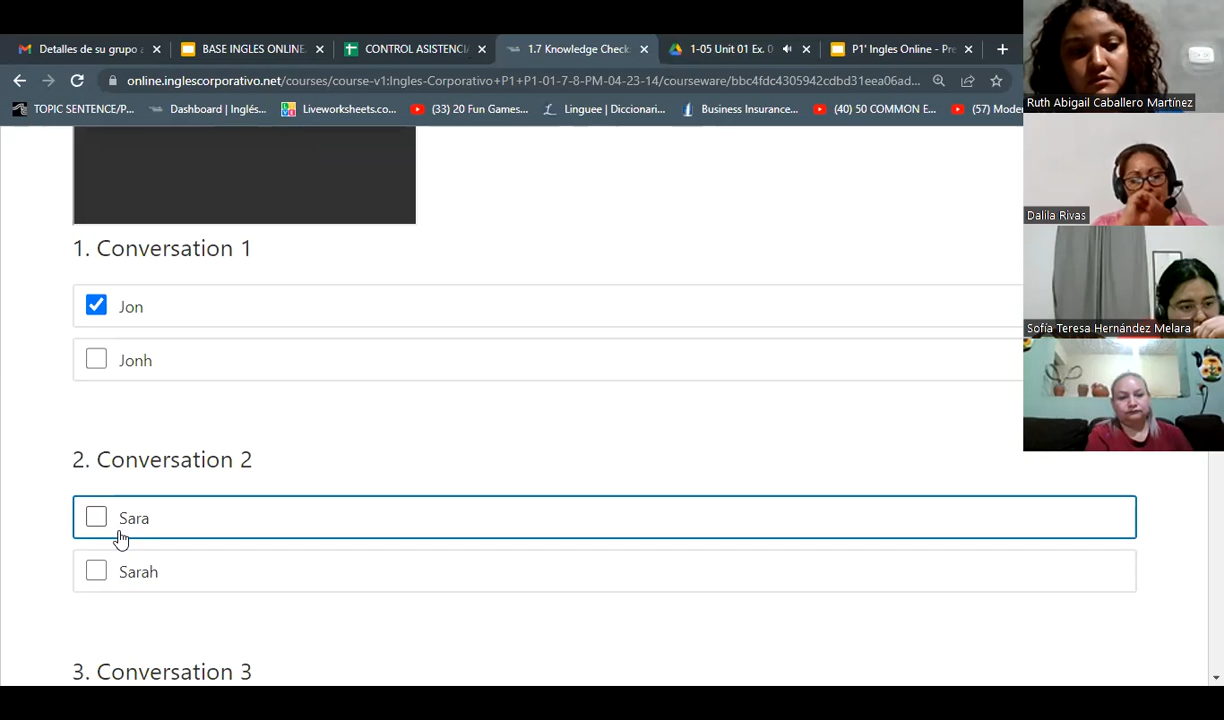 Detalles de su grupo
BASE INGLES ONLINE
CONTROL ASISTENCIA
1.7 Knowledge Check
1-05 Unit 01 Ex. 0
P1' Ingles Online - Pre
online.inglescorporativo.net/courses/course-v1:Ingles-Corporativo+P1+P1-01-7-8-PM-04-23-14/courseware/bbc4fdc4305942cdbd31eea06ad...
TOPIC SENTENCE/P...
Dashboard | Inglés...
Liveworksheets.co...
(33) 20 Fun Games...
Linguee | Diccionari...
Business Insurance...
(40) 50 COMMON E...
(57) Moder
Ruth Abigail Caballero Martínez
Dalila Rivas
Sofía Teresa Hernández Melara
1. Conversation 1
Jon
Jonh
2. Conversation 2
Sara
Sarah
3. Conversation 3